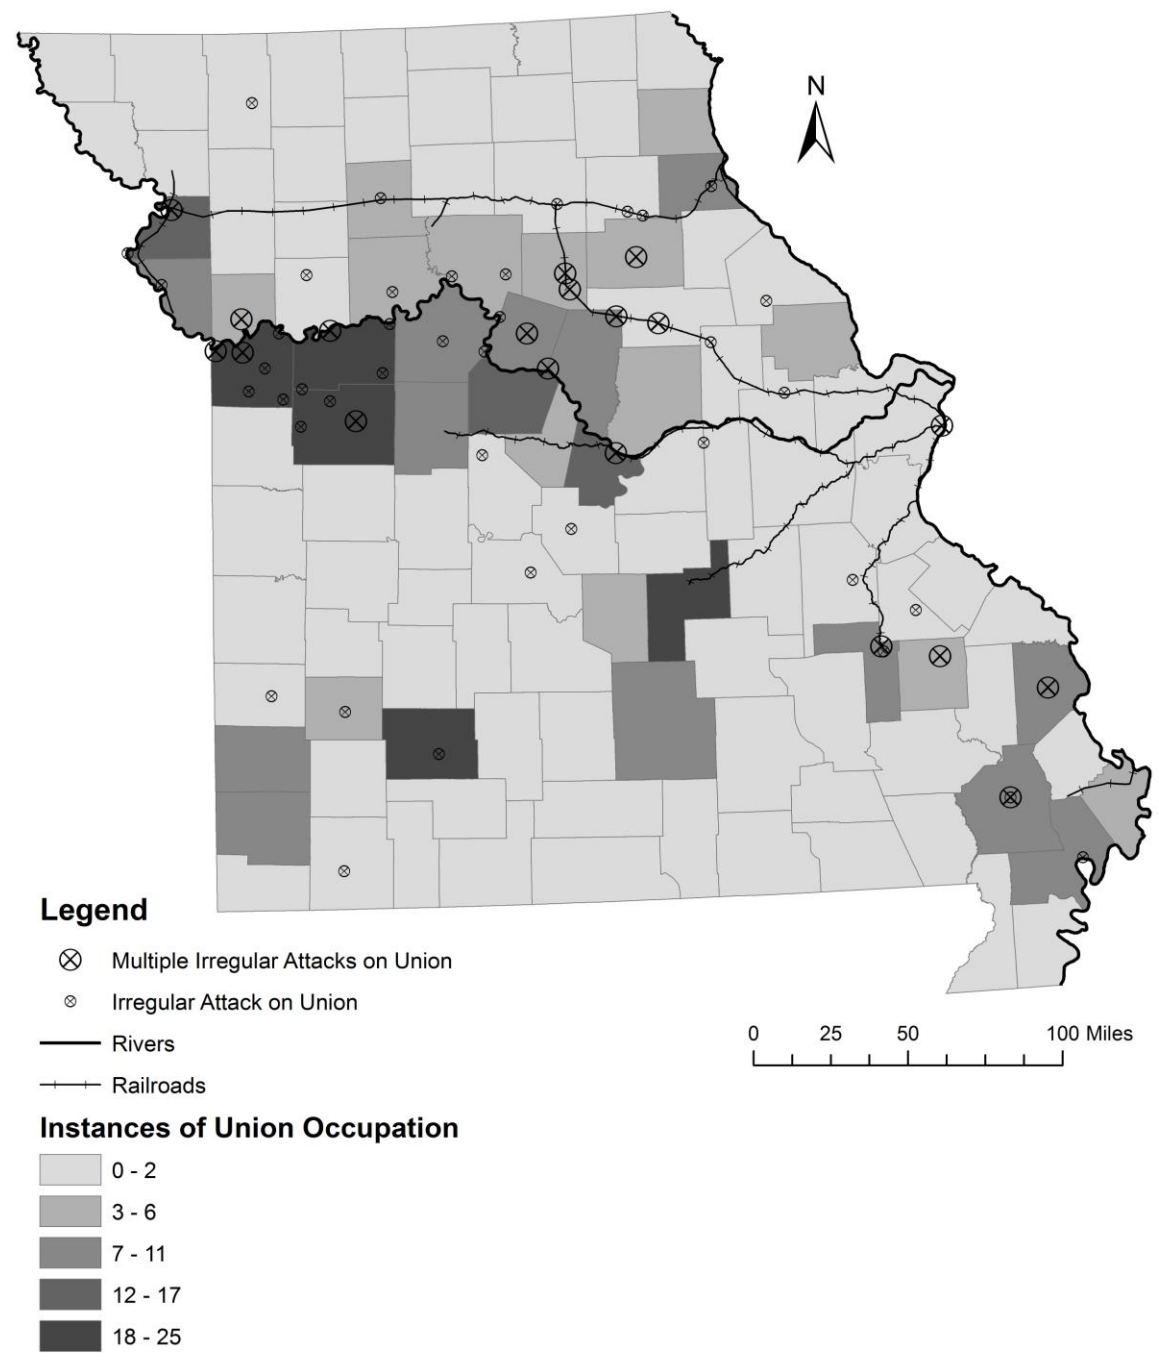 N
Legend
Multiple Irregular Attacks on Union
Irregular Attack on Union
Rivers
Railroads
0 25 50 100 Miles
Instances of Union Occupation
0 - 2
3 - 6
7 - 11
12 - 17
18 - 25